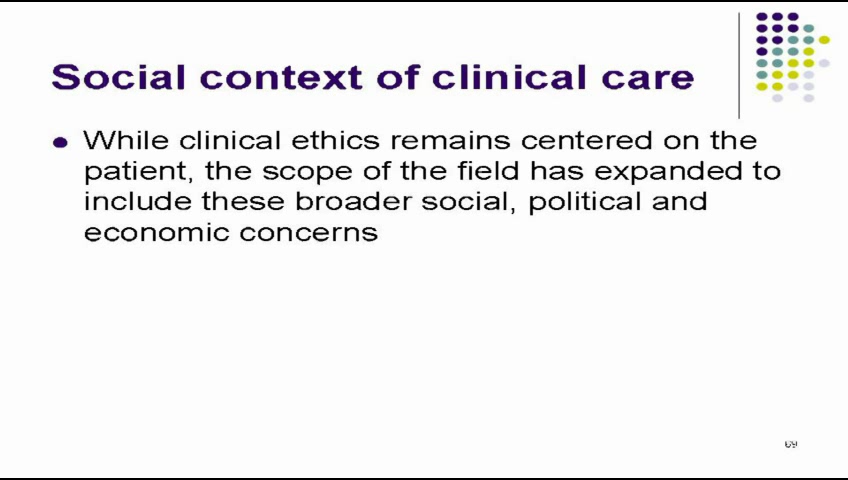 Social context of clinical care
While clinical ethics remains centered on the
patient, the scope of the field has expanded to
include these broader social, political and
economic concerns
69